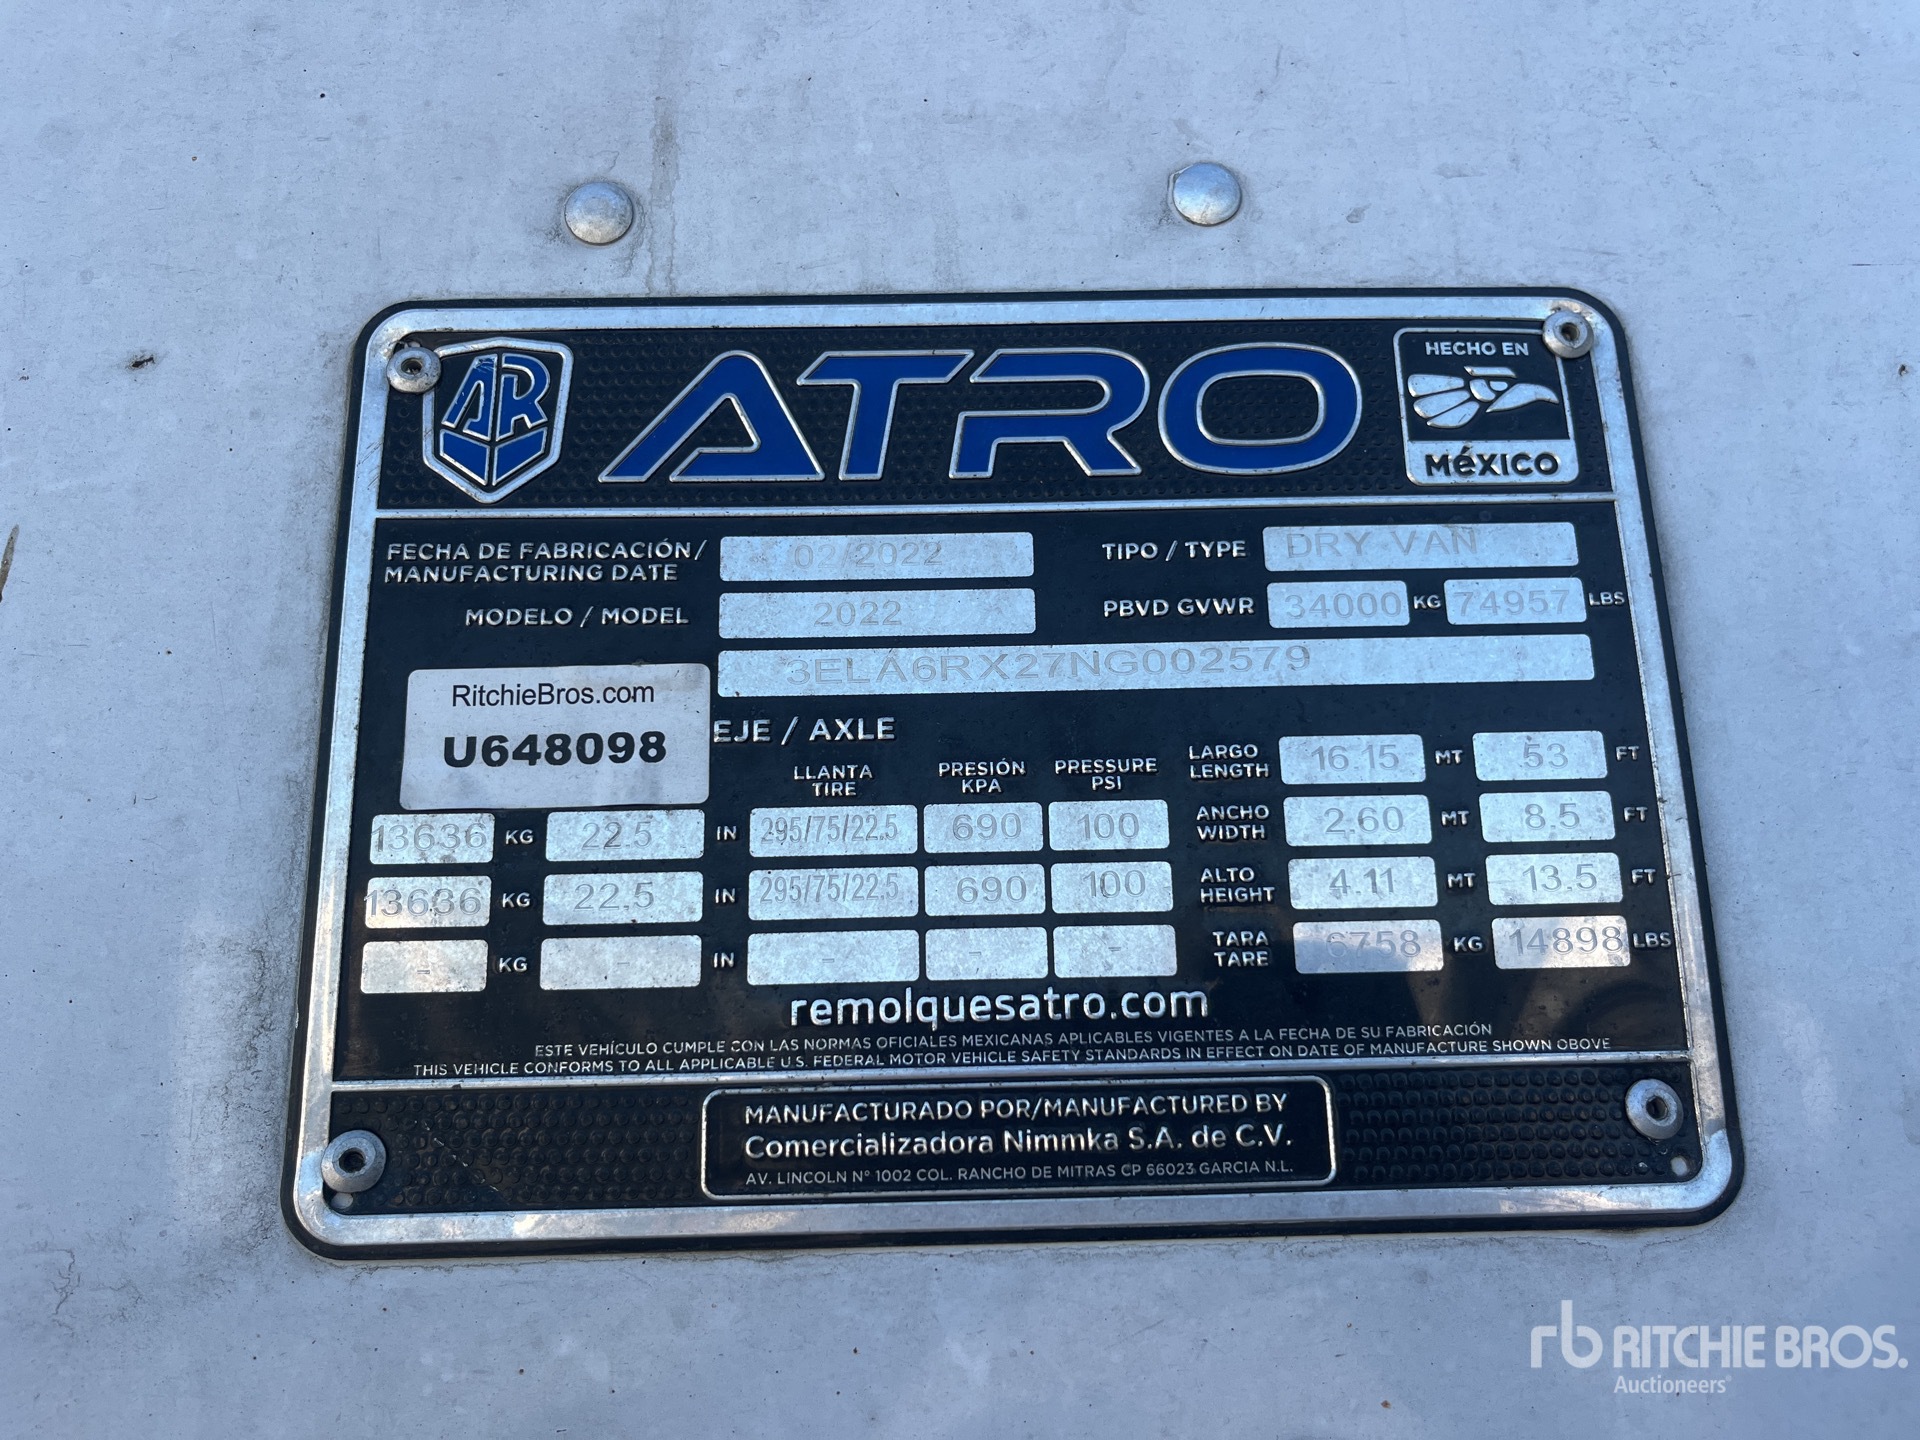 AR ATRO
HECHO EN
MéXICO
FECHA DE FABRICACIÓN/
MANUFACTURING DATE 02/2022
TIPO / TYPE DRY VAN
MODELO / MODEL 2022
PBVD GVWR 34000 KG 74957 LBS
3ELA6RX27NG002579
RitchieBros.com
U648098
EJE / AXLE
LLANTA
TIRE
PRESIÓN
KPA
PRESSURE
PSI
13636 KG 22.5 IN 295/75/22.5 690 100
13636 KG 22.5 IN 295/75/22.5 690 100
- KG - IN - - -
LARGO
LENGTH 16.15 MT 53 FT
ANCHO
WIDTH 2.60 MT 8.5 FT
ALTO
HEIGHT 4.11 MT 13.5 FT
TARA
TARE 6758 KG 14898 LBS
remolquesatro.com
ESTE VEHÍCULO CUMPLE CON LAS NORMAS OFICIALES MEXICANAS APLICABLES VIGENTES A LA FECHA DE SU FABRICACIÓN
THIS VEHICLE CONFORMS TO ALL APPLICABLE U.S. FEDERAL MOTOR VEHICLE SAFETY STANDARDS IN EFFECT ON DATE OF MANUFACTURE SHOWN OBOVE
MANUFACTURADO POR/MANUFACTURED BY
Comercializadora Nimmka S.A. de C.V.
AV. LINCOLN Nº 1002 COL. RANCHO DE MITRAS CP 66023 GARCIA N.L.
rb RITCHIE BROS.
Auctioneers